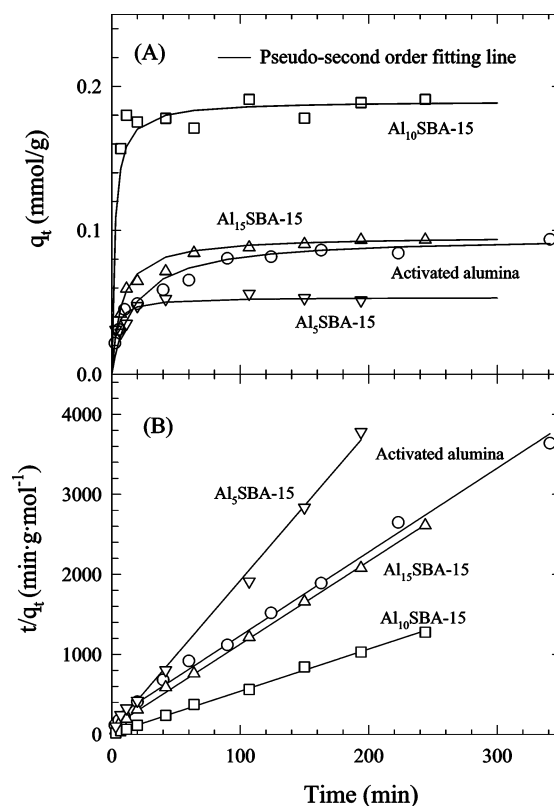 (A)
Pseudo-second order fitting line
0.2
Al₁₀SBA-15
qₜ (mmol/g)
Al₁₅SBA-15
0.1
Activated alumina
Al₅SBA-15
0.0
4000
(B)
Activated alumina
Al₅SBA-15
3000
t/qₜ (min·g·mol⁻¹)
2000
Al₁₅SBA-15
Al₁₀SBA-15
1000
0
0 100 200 300
Time (min)